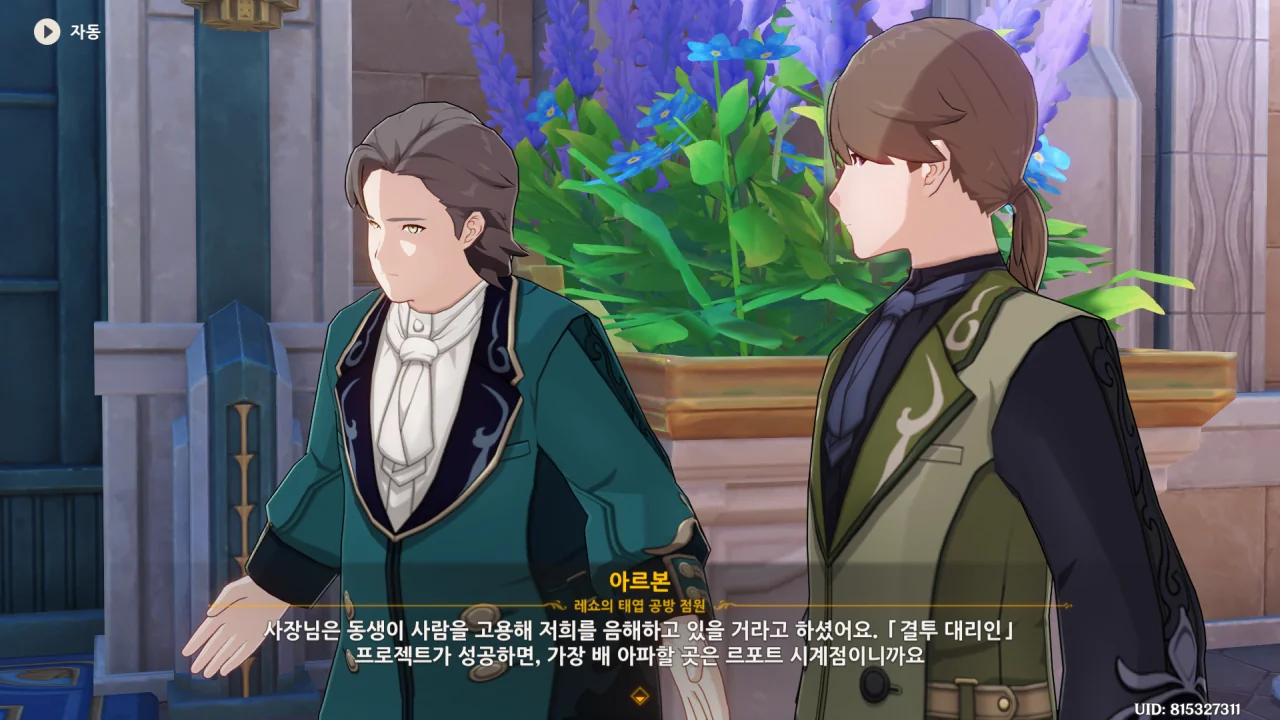 자동
아르본
레쇼의 태엽 공방 점원
사장님은 동생이 사람을 고용해 저희를 음해하고 있을 거라고 하셨어요. 「결투 대리인」
프로젝트가 성공하면, 가장 배 아파할 곳은 르포트 시계점이니까요
UID: 815327311